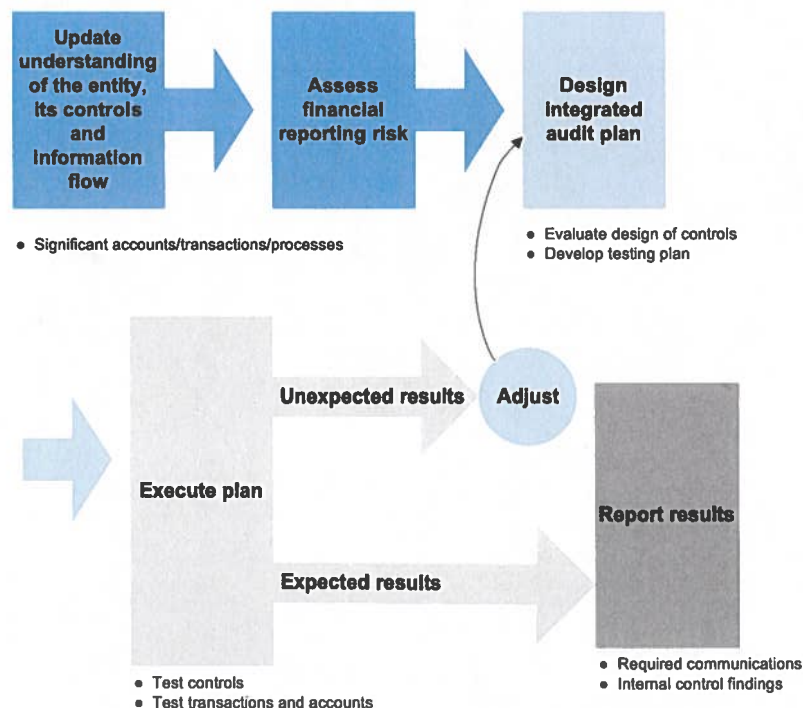 Update
understanding
of the entity,
its controls
and
information
flow
Assess
financial
reporting risk
Design
integrated
audit plan
• Significant accounts/transactions/processes
• Evaluate design of controls
• Develop testing plan
Unexpected results
Adjust
Execute plan
Report results
Expected results
• Test controls
• Test transactions and accounts
• Required communications
• Internal control findings